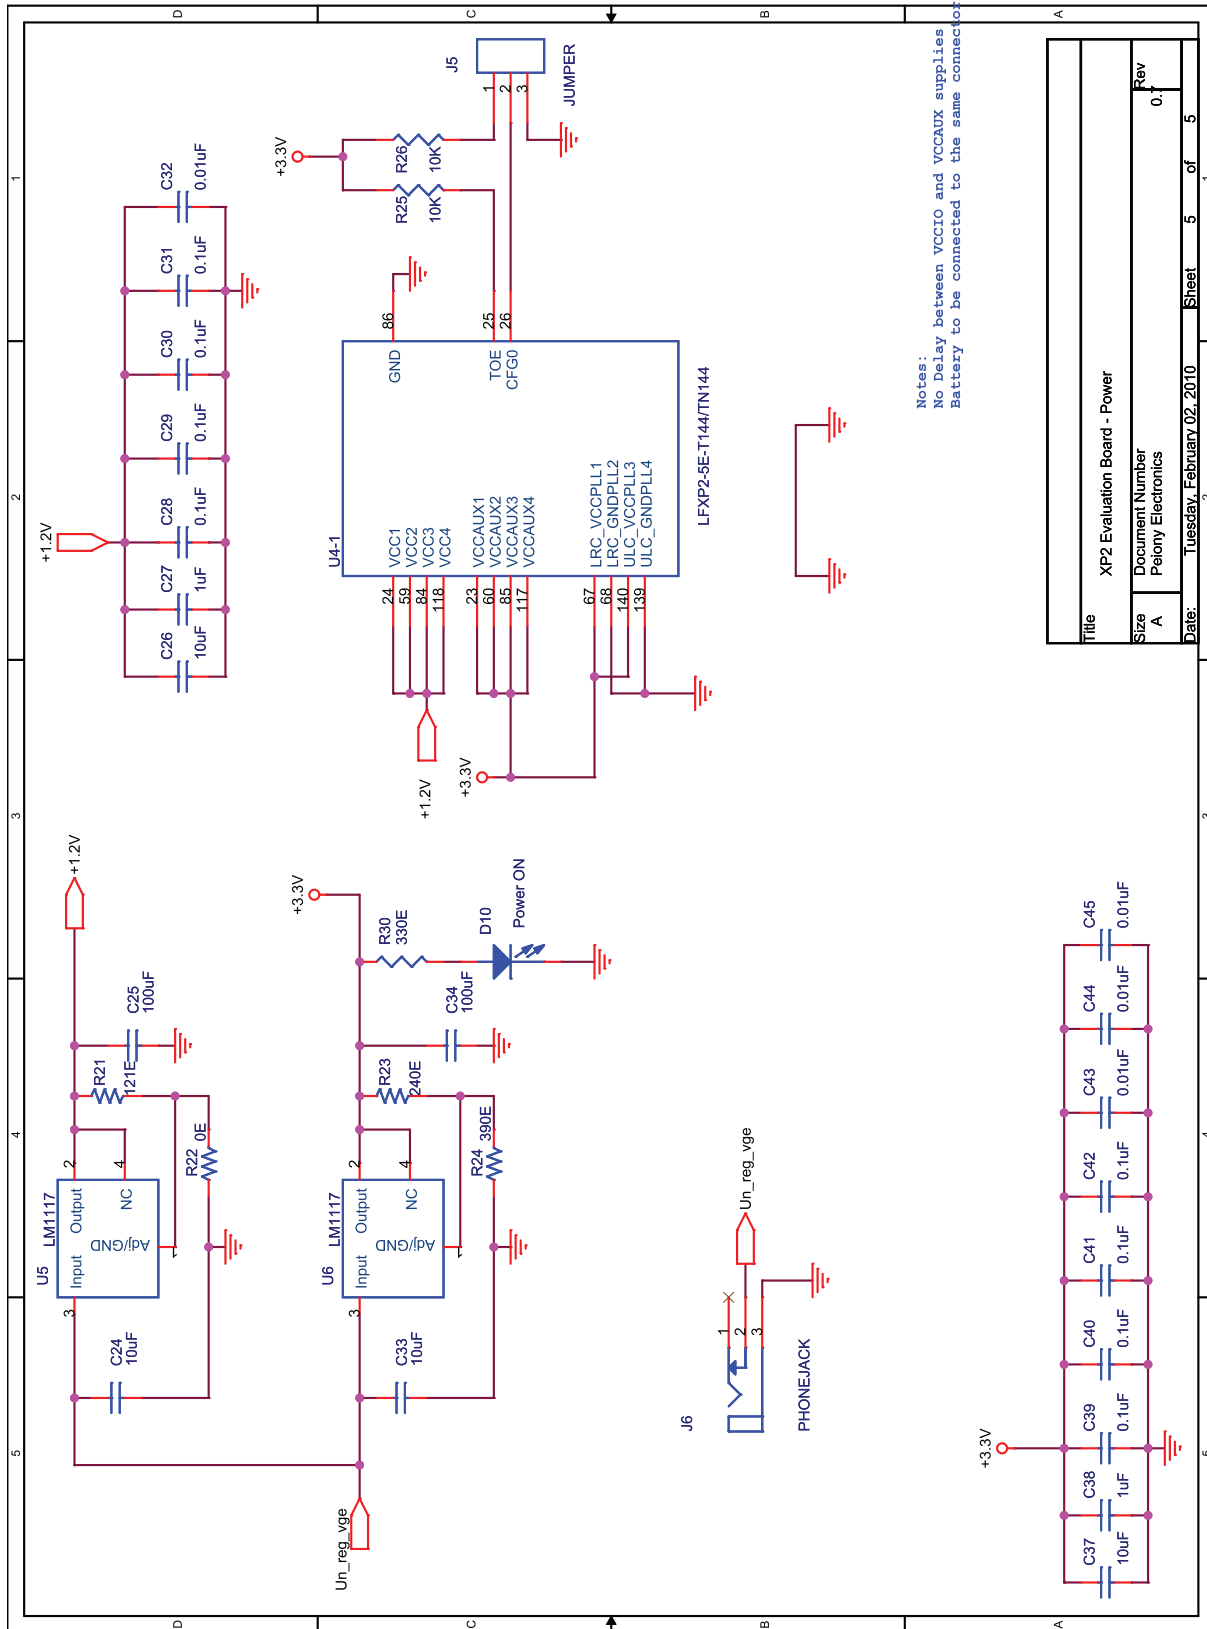 5
4
3
2
1
D
C
B
A
Un_reg_vge
C24
10uF
U5
LM1117
Input
Output
Adj/GND
NC
3
2
4
1
R21
121E
R22 0E
C25
100uF
+1.2V
C33
10uF
U6
LM1117
Input
Output
Adj/GND
NC
3
2
4
1
R23
240E
R24 390E
C34
100uF
R30
330E
D10
Power ON
+3.3V
+1.2V
C26
10uF
C27
1uF
C28
0.1uF
C29
0.1uF
C30
0.1uF
C31
0.1uF
C32
0.01uF
+1.2V
+3.3V
U4-1
24 VCC1
59 VCC2
84 VCC3
118 VCC4
23 VCCAUX1
60 VCCAUX2
85 VCCAUX3
117 VCCAUX4
67 LRC_VCCPLL1
68 LRC_GNDPLL2
140 ULC_VCCPLL3
139 ULC_GNDPLL4
GND 86
TOE 25
CFG0 26
LFXP2-5E-T144/TN144
+3.3V
R25
10K
R26
10K
J5
1
2
3
JUMPER
J6
1
2
3
PHONEJACK
Un_reg_vge
+3.3V
C37
10uF
C38
1uF
C39
0.1uF
C40
0.1uF
C41
0.1uF
C42
0.1uF
C43
0.01uF
C44
0.01uF
C45
0.01uF
Notes:
No Delay between VCCIO and VCCAUX supplies
Battery to be connected to the same connector
Title
XP2 Evaluation Board - Power
Size
A
Document Number
Peiony Electronics
Rev
Date: Tuesday, February 02, 2010 Sheet 5 of 5
5
4
3
2
1
D
C
B
A